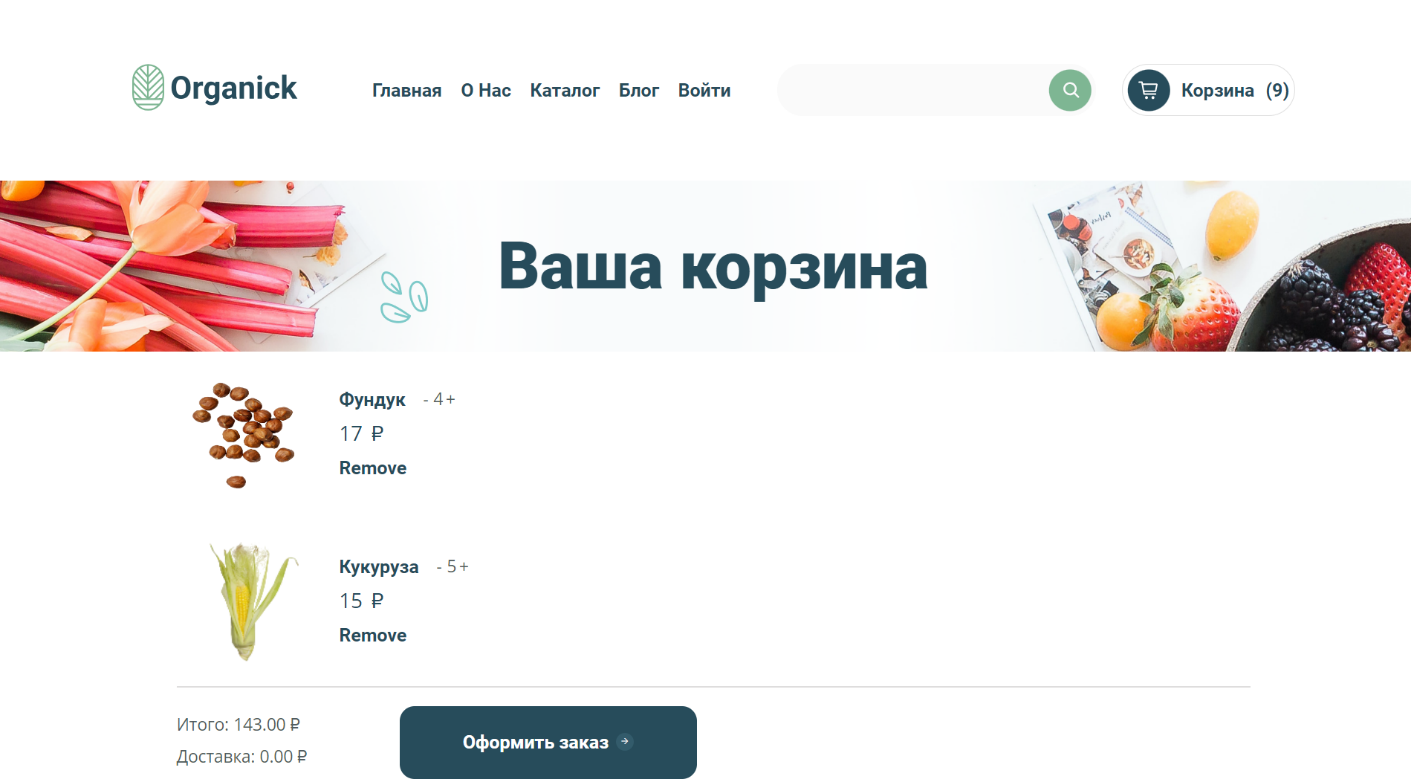 Organick
Главная О Нас Каталог Блог Войти
Корзина (9)
Ваша корзина
Фундук - 4 +
17 ₽
Remove
Кукуруза - 5 +
15 ₽
Remove
Итого: 143.00 ₽
Доставка: 0.00 ₽
Оформить заказ